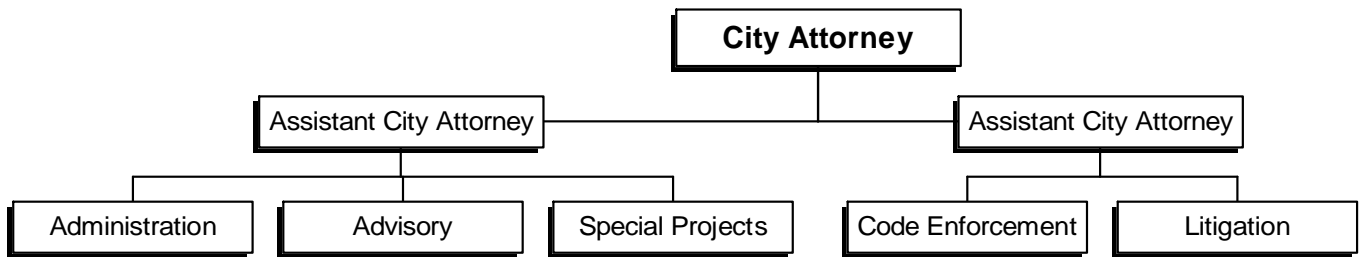 City Attorney
Assistant City Attorney
Assistant City Attorney
Administration
Advisory
Special Projects
Code Enforcement
Litigation